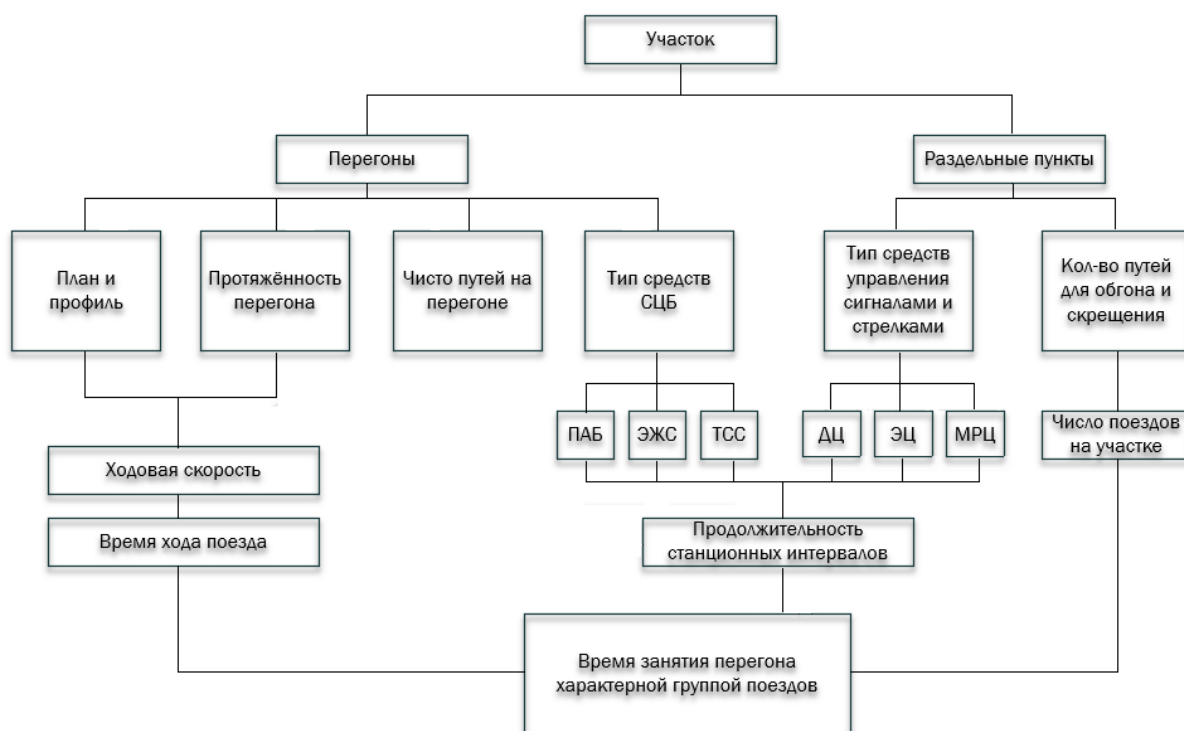 Участок
Перегоны
Раздельные пункты
План и
профиль
Протяжённость
перегона
Чисто путей на
перегоне
Тип средств
СЦБ
Тип средств
управления
сигналами и
стрелками
Кол-во путей
для обгона и
скрещения
ПАБ
ЭЖС
ТСС
ДЦ
ЭЦ
МРЦ
Число поездов
на участке
Ходовая скорость
Время хода поезда
Продолжительность
станционных интервалов
Время занятия перегона
характерной группой поездов